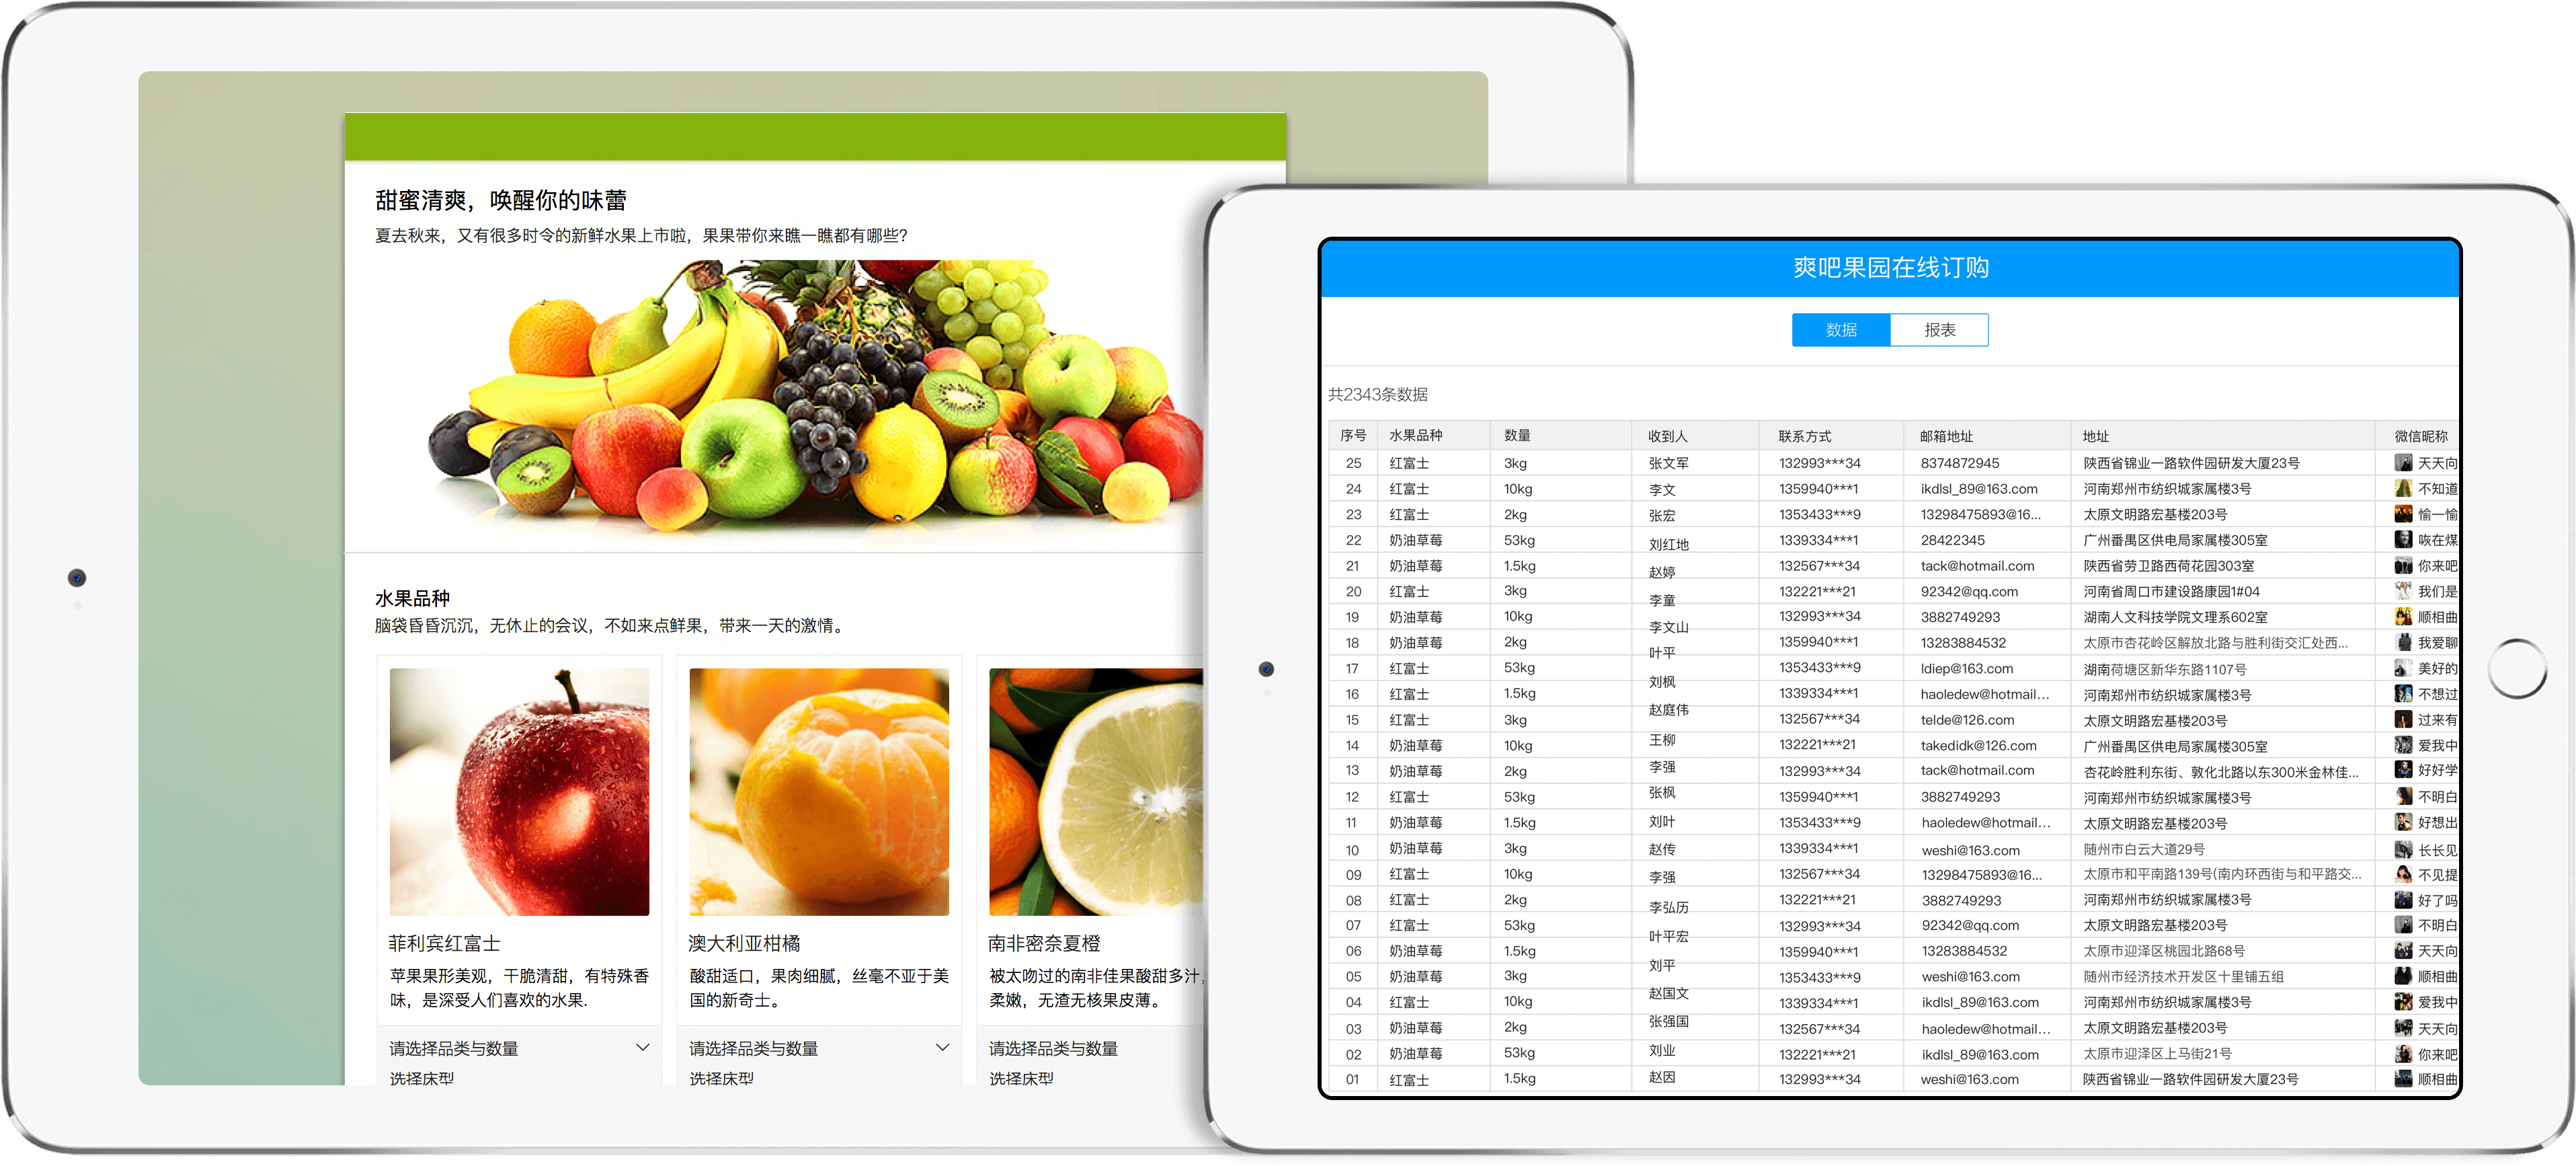 甜蜜清爽，唤醒你的味蕾
夏去秋来，又有很多时令的新鲜水果上市啦，果果带你来瞧一瞧都有哪些?
水果品种
脑袋昏昏沉沉，无休止的会议，不如来点鲜果，带来一天的激情。
菲利宾红富士
苹果果形美观，干脆清甜，有特殊香
味，是深受人们喜欢的水果.
请选择品类与数量
选择床型
澳大利亚柑橘
酸甜适口，果肉细腻，丝毫不亚于美
国的新奇士。
请选择品类与数量
选择床型
南非密奈夏橙
被太吻过的南非佳果酸甜多汁，
柔嫩，无渣无核果皮薄。
请选择品类与数量
选择床型
爽吧果园在线订购
数据 报表
共2343条数据
序号 水果品种 数量 收到人 联系方式 邮箱地址 地址 微信昵称
25 红富士 3kg 张文军 132993***34 8374872945 陕西省锦业一路软件园研发大厦23号 天天向
24 红富士 10kg 李文 1359940***1 ikdlsl_89@163.com 河南郑州市纺织城家属楼3号 不知道
23 红富士 2kg 张宏 1353433***9 13298475893@16... 太原文明路宏基楼203号 愉一愉
22 奶油草莓 53kg 刘红地 1339334***1 28422345 广州番禺区供电局家属楼305室 咴在煤
21 奶油草莓 1.5kg 赵婷 132567***34 tack@hotmail.com 陕西省劳卫路西荷花园303室 你来吧
20 红富士 3kg 李童 132221***21 92342@qq.com 河南省周口市建设路康园1#04 我们是
19 奶油草莓 10kg 李文山 132993***34 3882749293 湖南人文科技学院文理系602室 顺相曲
18 奶油草莓 2kg 叶平 1359940***1 13283884532 太原市杏花岭区解放北路与胜利街交汇处西... 我爱聊
17 红富士 53kg 刘枫 1353433***9 ldiep@163.com 湖南荷塘区新华东路1107号 美好的
16 红富士 1.5kg 赵庭伟 1339334***1 haoledew@hotmail... 河南郑州市纺织城家属楼3号 不想过
15 红富士 3kg 王柳 132567***34 telde@126.com 太原文明路宏基楼203号 过来有
14 奶油草莓 10kg 李强 132221***21 takedidk@126.com 广州番禺区供电局家属楼305室 爱我中
13 奶油草莓 2kg 张枫 132993***34 tack@hotmail.com 杏花岭胜利东街、敦化北路以东300米金林佳... 好好学
12 红富士 53kg 刘叶 1359940***1 3882749293 河南郑州市纺织城家属楼3号 不明白
11 奶油草莓 1.5kg 赵传 1353433***9 haoledew@hotmail... 太原文明路宏基楼203号 好想出
10 奶油草莓 3kg 李强 1339334***1 weshi@163.com 随州市白云大道29号 长长见
09 红富士 10kg 李弘历 132567***34 13298475893@16... 太原市和平南路139号(南内环西街与和平路交... 不见提
08 红富士 2kg 叶平宏 132221***21 3882749293 河南郑州市纺织城家属楼3号 好了吗
07 红富士 53kg 刘平 132993***34 92342@qq.com 太原文明路宏基楼203号 不明白
06 奶油草莓 1.5kg 赵国文 1359940***1 13283884532 太原市迎泽区桃园北路68号 天天向
05 奶油草莓 3kg 张强国 1353433***9 weshi@163.com 随州市经济技术开发区十里铺五组 顺相曲
04 红富士 10kg 刘业 1339334***1 ikdlsl_89@163.com 河南郑州市纺织城家属楼3号 爱我中
03 奶油草莓 2kg 赵因 132567***34 haoledew@hotmail... 太原文明路宏基楼203号 天天向
02 奶油草莓 53kg 132221***21 ikdlsl_89@163.com 太原市迎泽区上马街21号 你来吧
01 红富士 1.5kg 132993***34 weshi@163.com 陕西省锦业一路软件园研发大厦23号 顺相曲